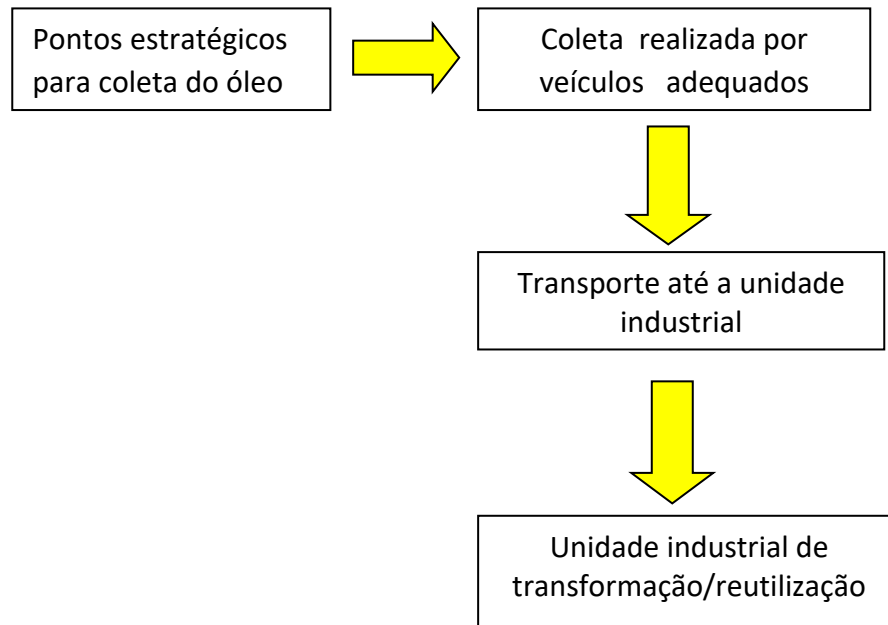 Pontos estratégicos
para coleta do óleo
Coleta realizada por
veículos adequados
Transporte até a unidade
industrial
Unidade industrial de
transformação/reutilização